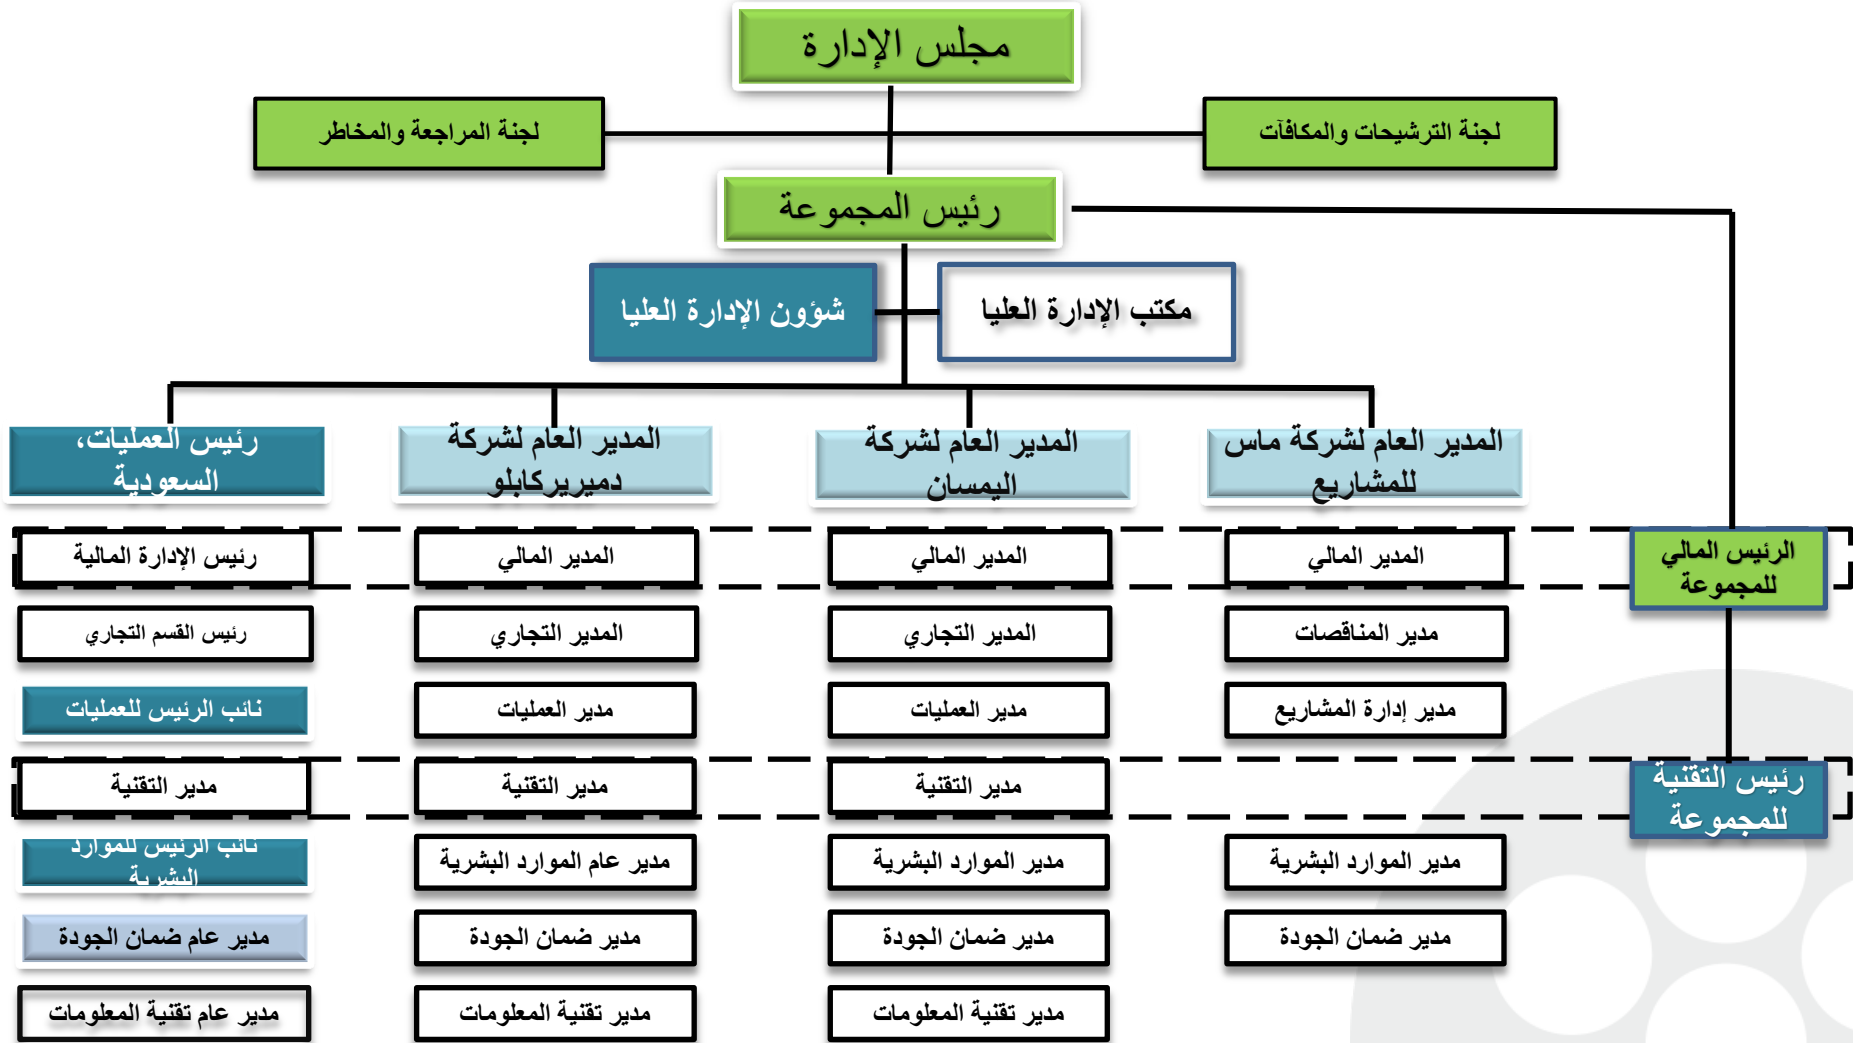 مجلس الإدارة
لجنة الترشيحات والمكافآت
لجنة المراجعة والمخاطر
رئيس المجموعة
مكتب الإدارة العليا
شؤون الإدارة العليا
المدير العام لشركة ماس
للمشاريع
المدير العام لشركة
اليمسان
المدير العام لشركة
دميريركابلو
رئيس العمليات،
السعودية
الرئيس المالي
للمجموعة
المدير المالي
المدير المالي
المدير المالي
رئيس الإدارة المالية
مدير المناقصات
المدير التجاري
المدير التجاري
رئيس القسم التجاري
مدير إدارة المشاريع
مدير العمليات
مدير العمليات
نائب الرئيس للعمليات
رئيس التقنية
للمجموعة
مدير التقنية
مدير التقنية
مدير التقنية
مدير الموارد البشرية
مدير الموارد البشرية
مدير عام الموارد البشرية
نائب الرئيس للموارد
البشرية
مدير ضمان الجودة
مدير ضمان الجودة
مدير ضمان الجودة
مدير عام ضمان الجودة
مدير تقنية المعلومات
مدير تقنية المعلومات
مدير عام تقنية المعلومات